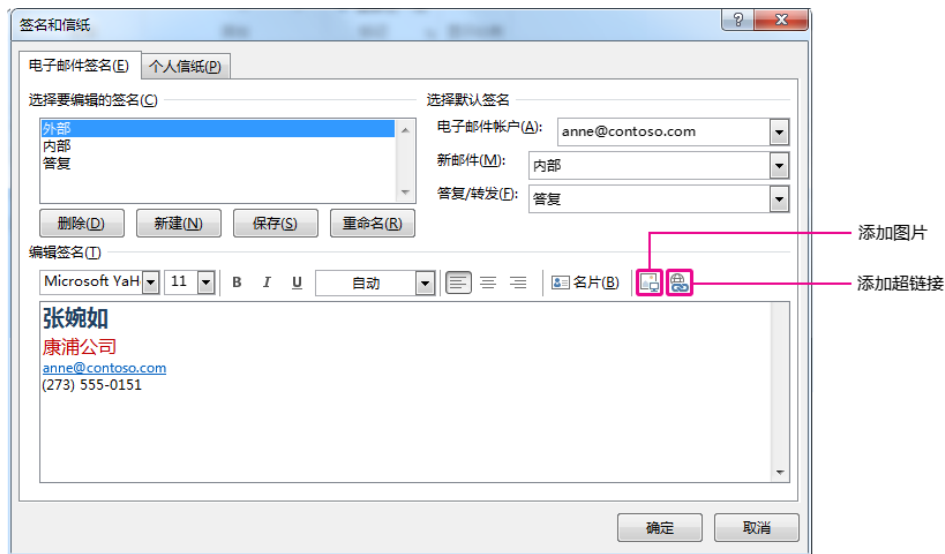 签名和信纸
电子邮件签名(E) 个人信纸(P)
选择要编辑的签名(C) 选择默认签名
外部
内部
答复
电子邮件帐户(A): anne@contoso.com
新邮件(M): 内部
答复/转发(F): 答复
删除(D) 新建(N) 保存(S) 重命名(R)
编辑签名(T)
Microsoft YaH 11 B I U 自动 名片(B)
添加图片
添加超链接
张婉如
康浦公司
anne@contoso.com
(273) 555-0151
确定 取消